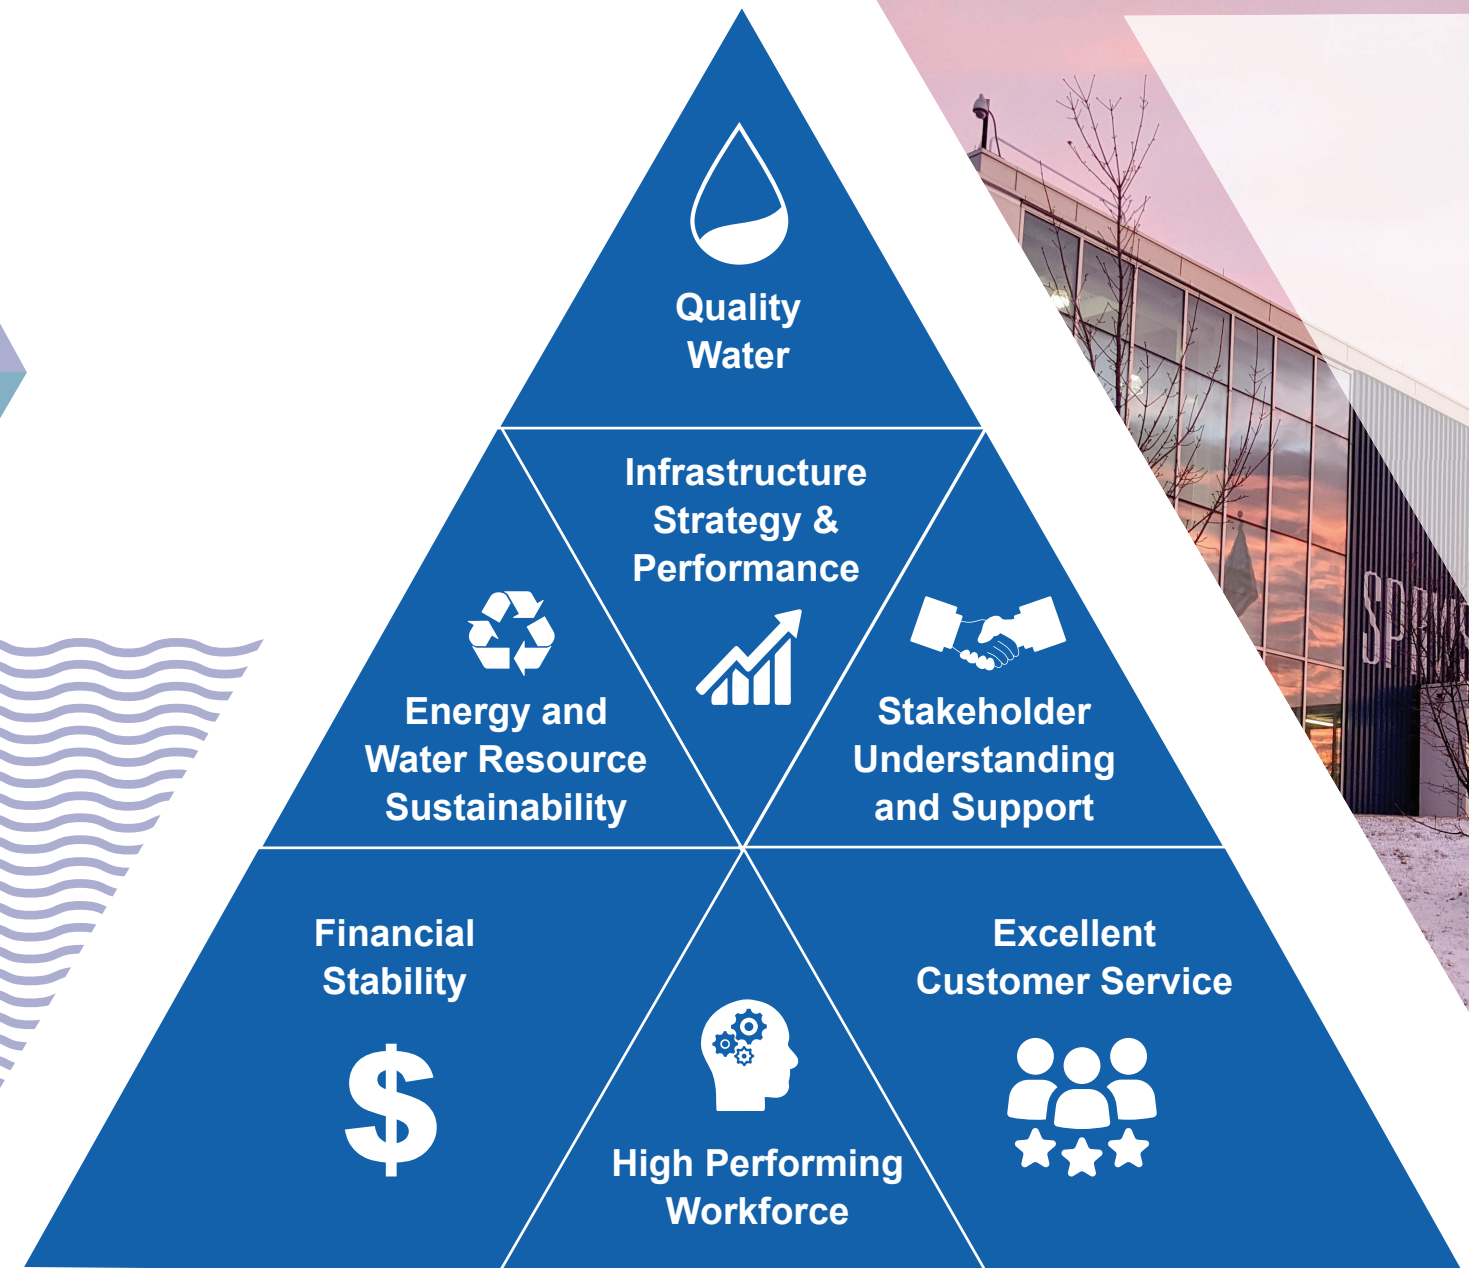 Quality
Water
Infrastructure
Strategy &
Performance
Energy and
Water Resource
Sustainability
Stakeholder
Understanding
and Support
Financial
Stability
$
High Performing
Workforce
Excellent
Customer Service